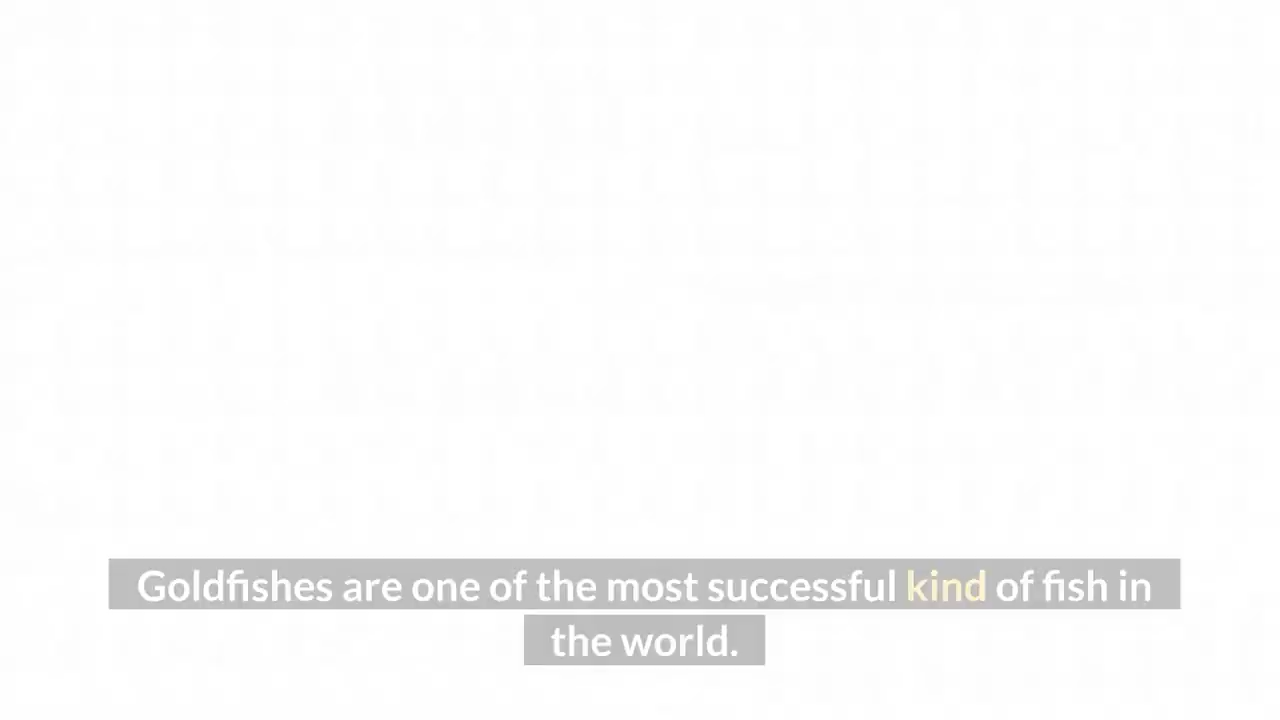 Goldfishes are one of the most successful kind of fish in
the world.